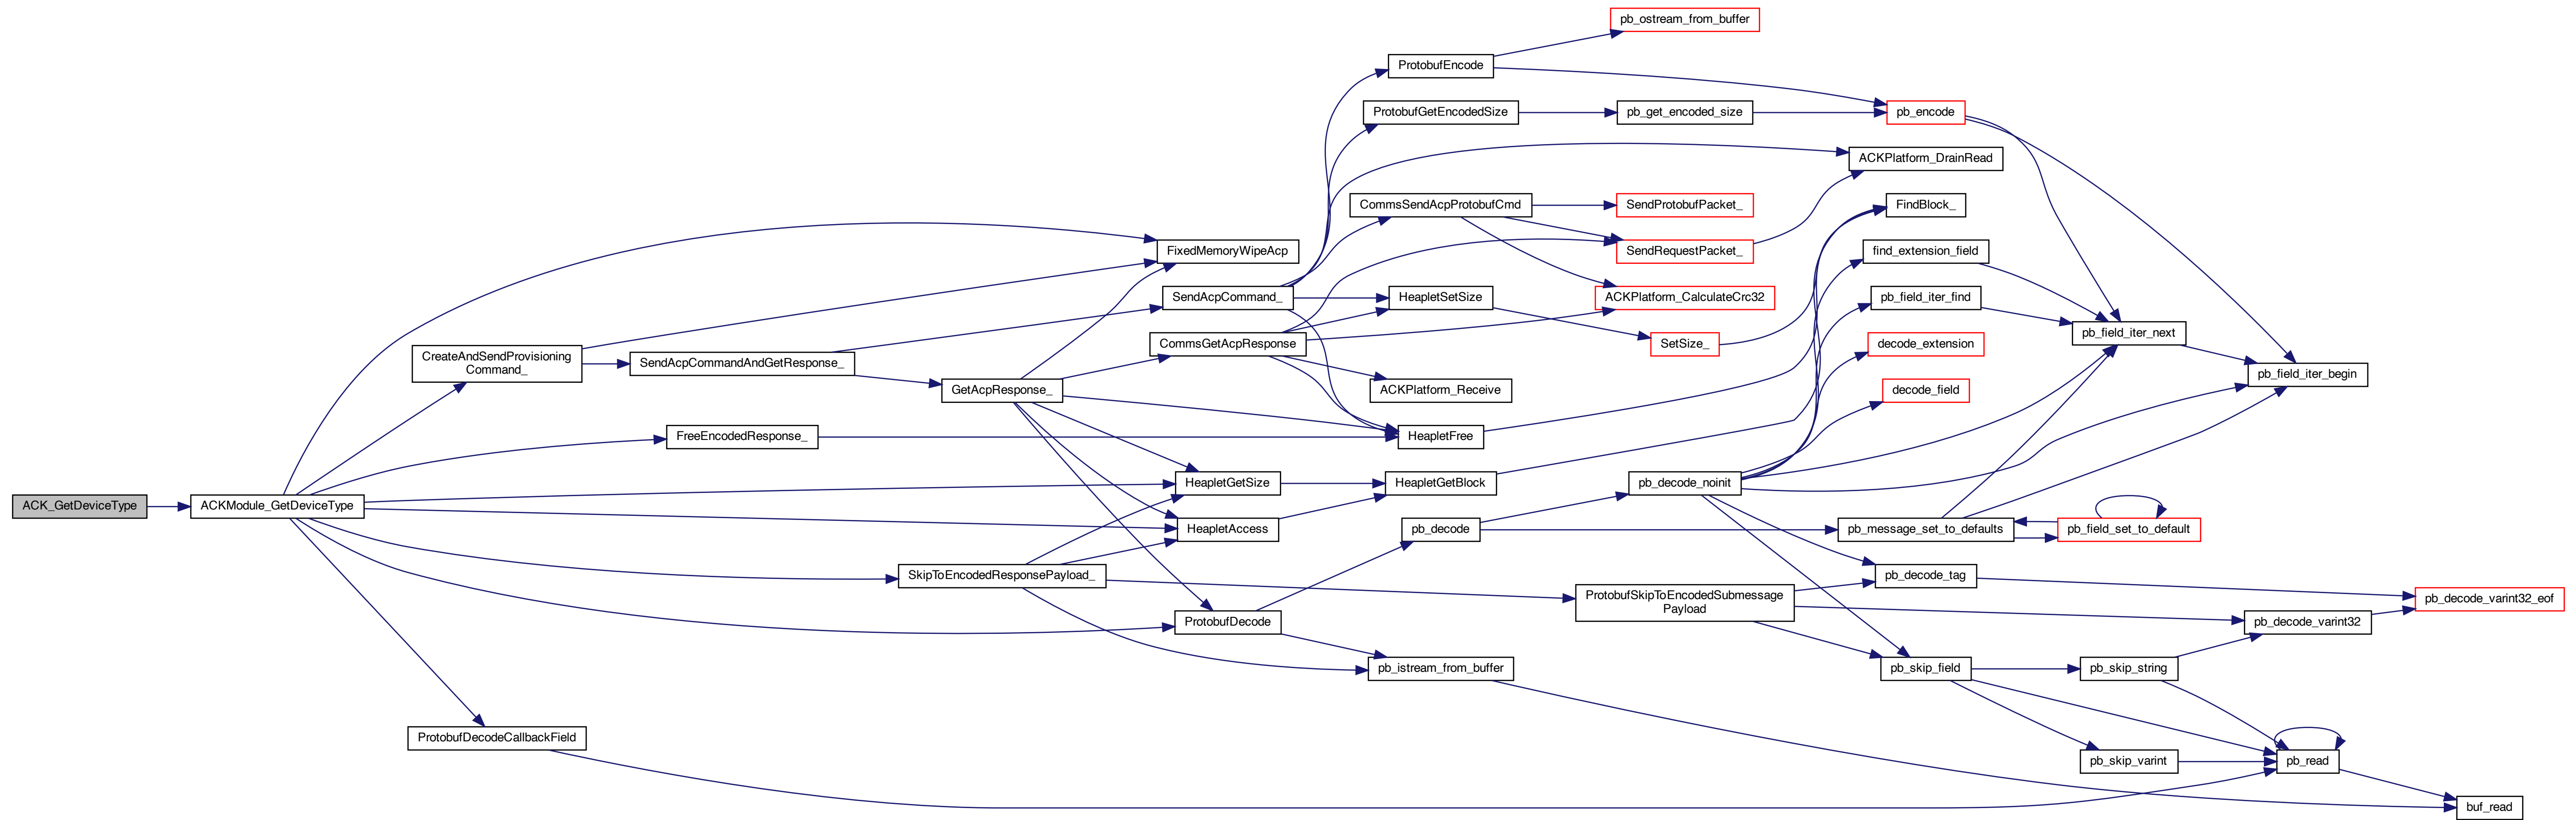 pb_ostream_from_buffer
ProtobufEncode
ProtobufGetEncodedSize
pb_get_encoded_size
pb_encode
ACKPlatform_DrainRead
CommsSendAcpProtobufCmd
SendProtobufPacket_
FindBlock_
FixedMemoryWipeAcp
SendRequestPacket_
find_extension_field
SendAcpCommand_
HeapletSetSize
ACKPlatform_CalculateCrc32
pb_field_iter_find
pb_field_iter_next
CommsGetAcpResponse
SetSize_
decode_extension
CreateAndSendProvisioning
Command_
SendAcpCommandAndGetResponse_
pb_field_iter_begin
GetAcpResponse_
ACKPlatform_Receive
decode_field
FreeEncodedResponse_
HeapletFree
HeapletGetSize
HeapletGetBlock
pb_decode_noinit
ACK_GetDeviceType
ACKModule_GetDeviceType
HeapletAccess
pb_decode
pb_message_set_to_defaults
pb_field_set_to_default
SkipToEncodedResponsePayload_
pb_decode_tag
ProtobufSkipToEncodedSubmessage
Payload
pb_decode_varint32_eof
ProtobufDecode
pb_decode_varint32
pb_istream_from_buffer
pb_skip_field
pb_skip_string
ProtobufDecodeCallbackField
pb_skip_varint
pb_read
buf_read